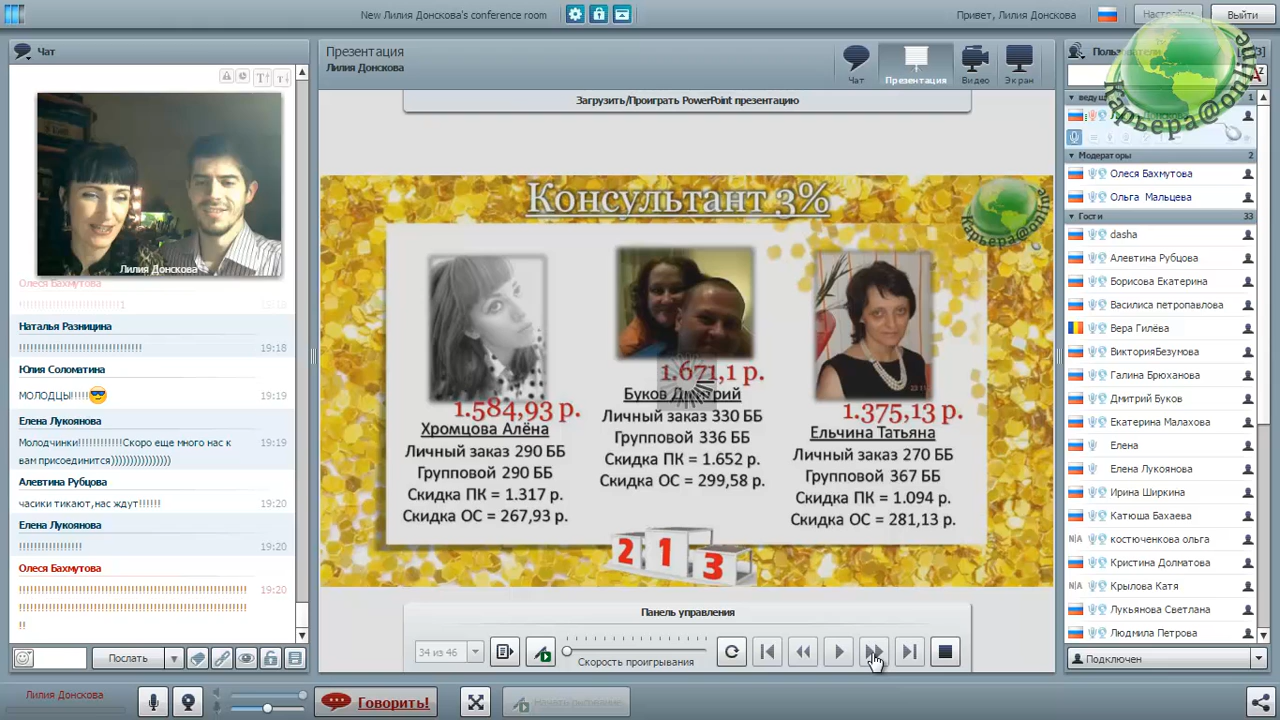 New Лилия Донскова's conference room
Привет, Лилия Донскова
Настройки
Выйти
Чат
Лилия Донскова
Олеся Бахмутова
!!!!!!!!!!!!!!!!!!!!!!!!!!!!1 19:18
Наталья Разницина
!!!!!!!!!!!!!!!!!!!!!!!!!!!!!!!! 19:18
Юлия Соломатина
МОЛОДЦЫ!!!!! 19:19
Елена Лукоянова
Молодчинки!!!!!!!!!!!!Скоро еще много нас к 19:19
вам присоединится))))))))))))))))
Алевтина Рубцова
часики тикают,нас ждут!!!!!! 19:20
Елена Лукоянова
!!!!!!!!!!!!!!!! 19:20
Олеся Бахмутова
!!!!!!!!!!!!!!!!!!!!!!!!!!!!!!!!!!!!!!!!!!!!!!!!!!!!!!!!! 19:20
!!!!!!!!!!!!!!!!!!!!!!!!!!!!!!!!!!!!!!!!!!!!!!!!!!!!!!!!!
!!
Послать
Презентация
Лилия Донскова
Чат
Презентация
Видео
Экран
Загрузить/Проиграть PowerPoint презентацию
Консультант 3%
Карьера@online
1.584,93 р.
Хромцова Алёна
Личный заказ 290 ББ
Групповой 290 ББ
Скидка ПК = 1.317 р.
Скидка ОС = 267,93 р.
1.671,1 р.
Буков Дмитрий
Личный заказ 330 ББ
Групповой 336 ББ
Скидка ПК = 1.652 р.
Скидка ОС = 299,58 р.
1.375,13 р.
Ельчина Татьяна
Личный заказ 270 ББ
Групповой 367 ББ
Скидка ПК = 1.094 р.
Скидка ОС = 281,13 р.
2 1 3
Панель управления
34 из 46
Скорость проигрывания
Карьера@online
Модераторы 2
Олеся Бахмутова
Ольга Мальцева
Гости 33
dasha
Алевтина Рубцова
Борисова Екатерина
Василиса петропавлова
Вера Гилёва
ВикторияБезумова
Галина Брюханова
Дмитрий Буков
Екатерина Малахова
Елена
Елена Лукоянова
Ирина Ширкина
Катюша Бахаева
N/A костюченкова ольга
Кристина Долматова
N/A Крылова Катя
Лукьянова Светлана
Людмила Петрова
Подключен
Лилия Донскова
Говорить!